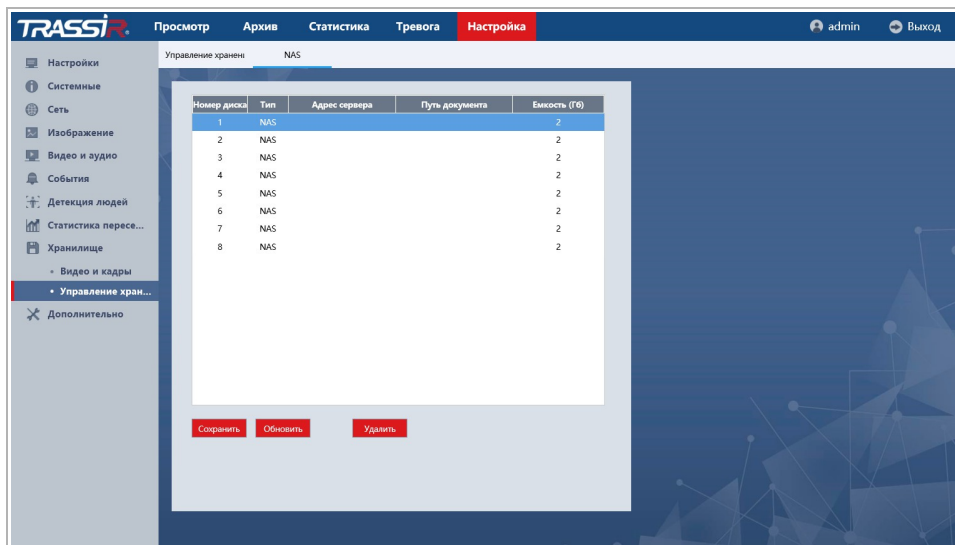 TRASSIR Просмотр Архив Статистика Тревога Настройка admin Выход
Управление хранени NAS
Настройки
Системные
Сеть
Изображение
Видео и аудио
События
Детекция людей
Статистика пересе...
Хранилище
• Видео и кадры
• Управление хран...
Дополнительно
Номер диска Тип Адрес сервера Путь документа Емкость (Гб)
1 NAS 2
2 NAS 2
3 NAS 2
4 NAS 2
5 NAS 2
6 NAS 2
7 NAS 2
8 NAS 2
Сохранить Обновить Удалить